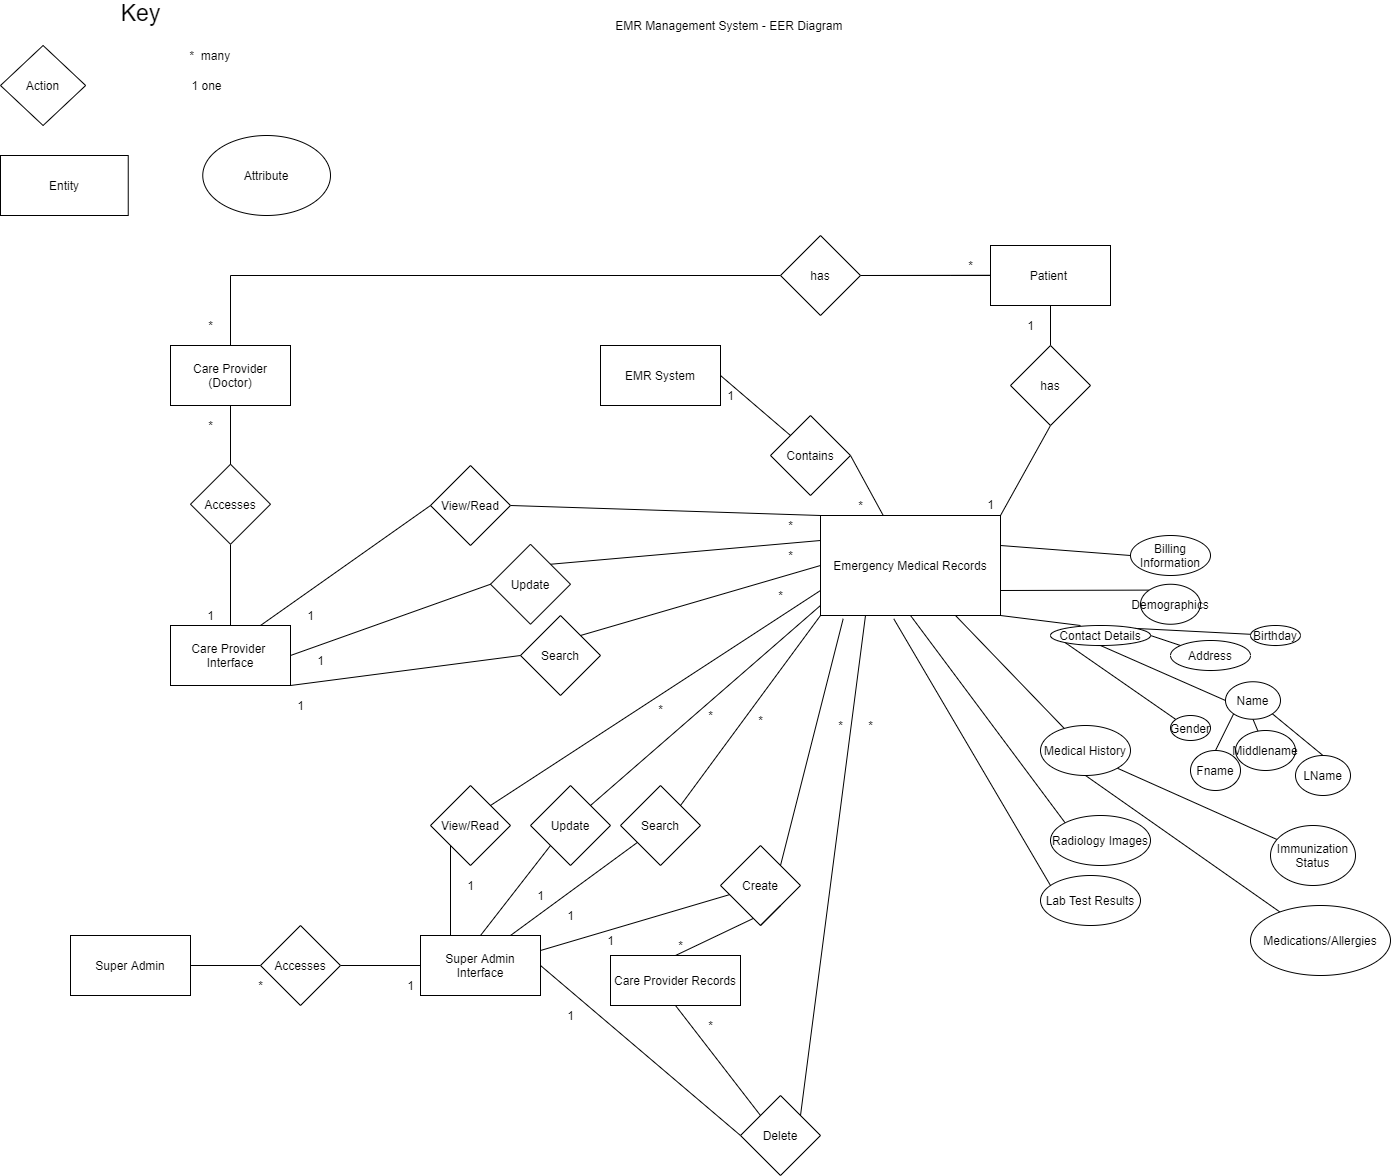 Key
EMR Management System - EER Diagram
* many
Action
1 one
Entity
Attribute
has
*
Patient
*
1
Care Provider
(Doctor)
EMR System
has
1
*
Contains
Accesses
View/Read
*
1
*
*
Billing
Information
Emergency Medical Records
Update
*
Demographics
1
1
Contact Details
Birthday
Care Provider
Interface
1
Search
Address
1
*
*
*
*
*
Name
Gender
Medical History
Middlename
Fname
LName
View/Read
Update
Search
Radiology Images
Immunization
Status
1
1
Create
1
Lab Test Results
1
*
Medications/Allergies
Super Admin
Accesses
Super Admin
Interface
Care Provider Records
*
1
1
*
Delete